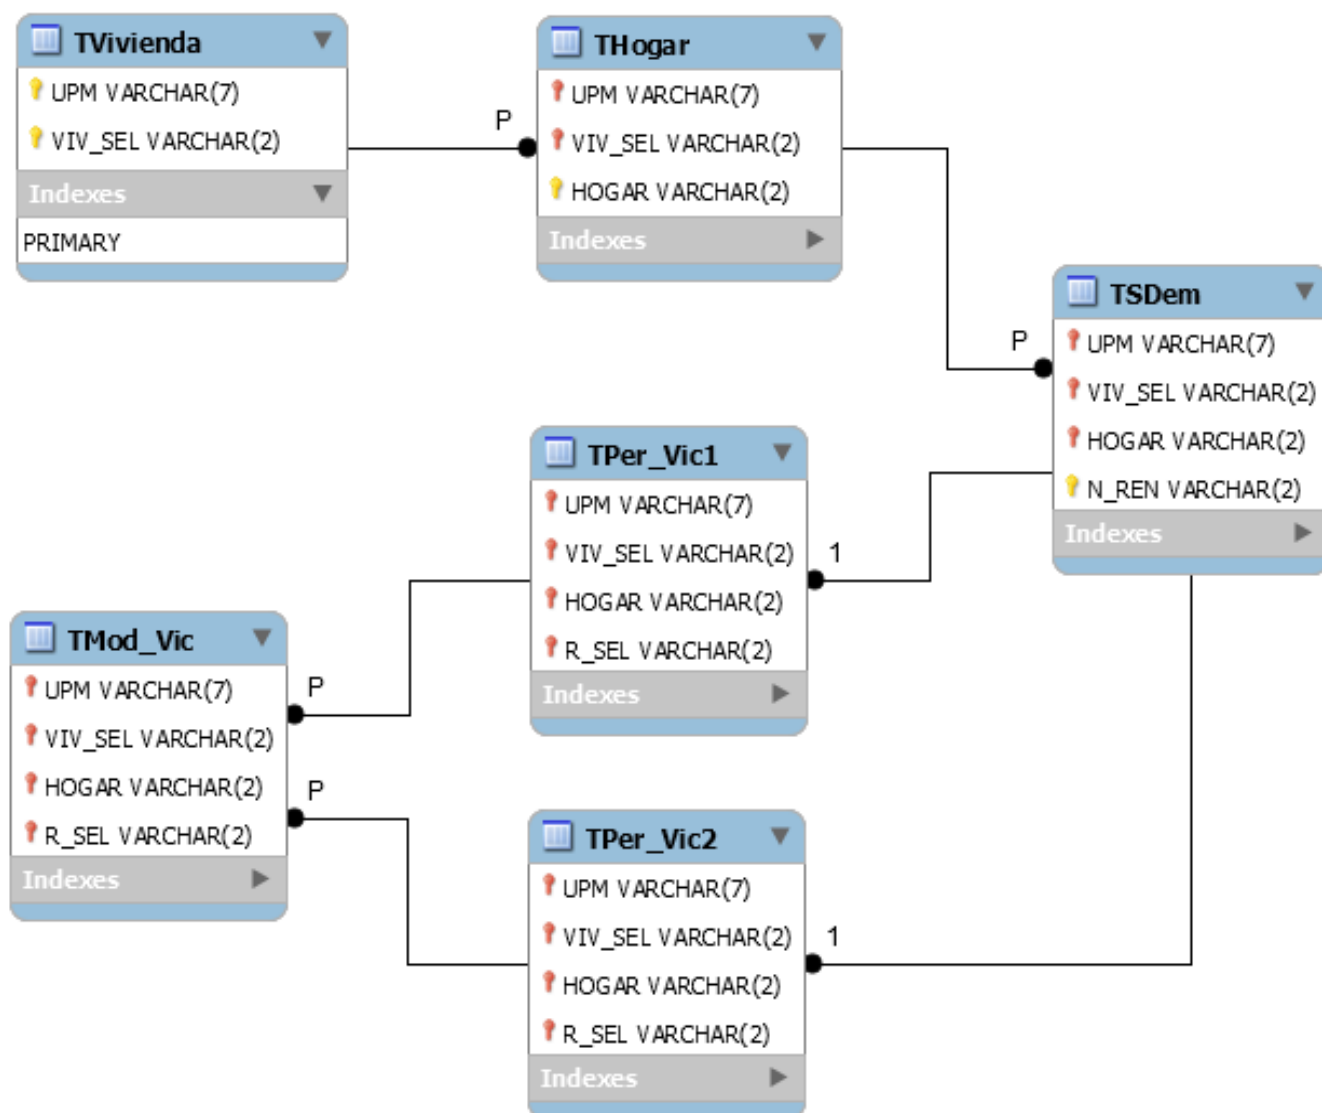 TVivienda
UPM VARCHAR(7)
VIV_SEL VARCHAR(2)
Indexes
PRIMARY
P
THogar
UPM VARCHAR(7)
VIV_SEL VARCHAR(2)
HOGAR VARCHAR(2)
Indexes
P
TSDem
UPM VARCHAR(7)
VIV_SEL VARCHAR(2)
HOGAR VARCHAR(2)
N_REN VARCHAR(2)
Indexes
TPer_Vic1
UPM VARCHAR(7)
VIV_SEL VARCHAR(2)
HOGAR VARCHAR(2)
R_SEL VARCHAR(2)
Indexes
1
TMod_Vic
UPM VARCHAR(7)
VIV_SEL VARCHAR(2)
HOGAR VARCHAR(2)
R_SEL VARCHAR(2)
Indexes
P
P
TPer_Vic2
UPM VARCHAR(7)
VIV_SEL VARCHAR(2)
HOGAR VARCHAR(2)
R_SEL VARCHAR(2)
Indexes
1